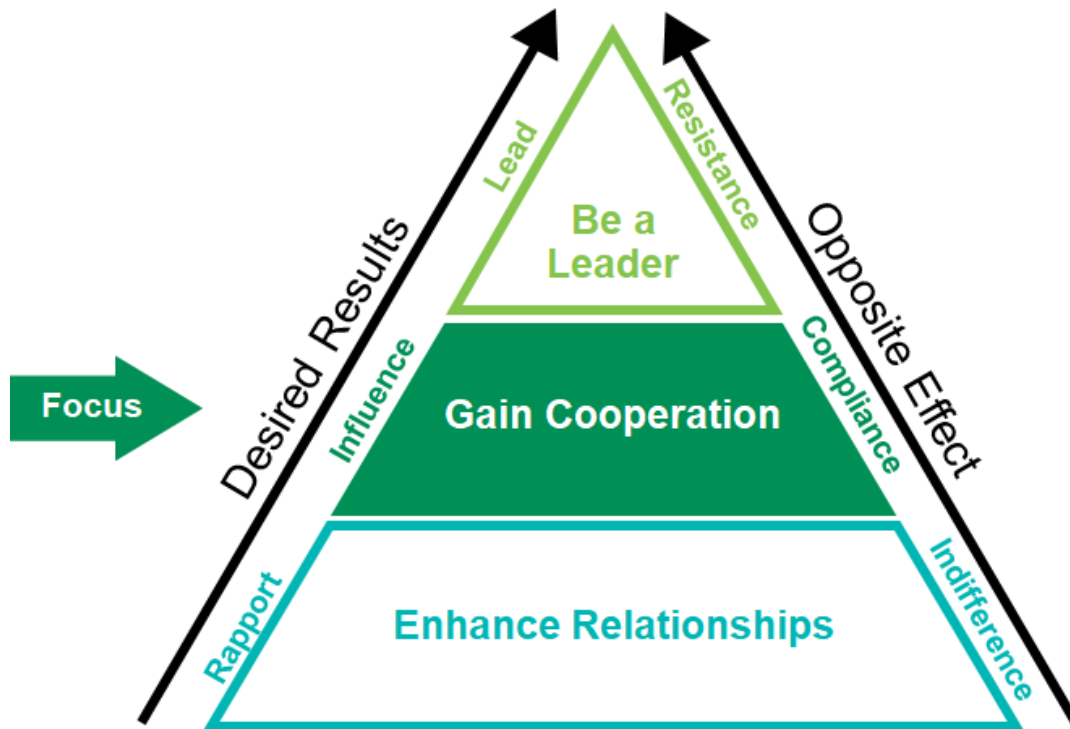 Lead
Resistance
Be a
Leader
Desired Results
Opposite Effect
Influence
Compliance
Focus
Gain Cooperation
Rapport
Indifference
Enhance Relationships